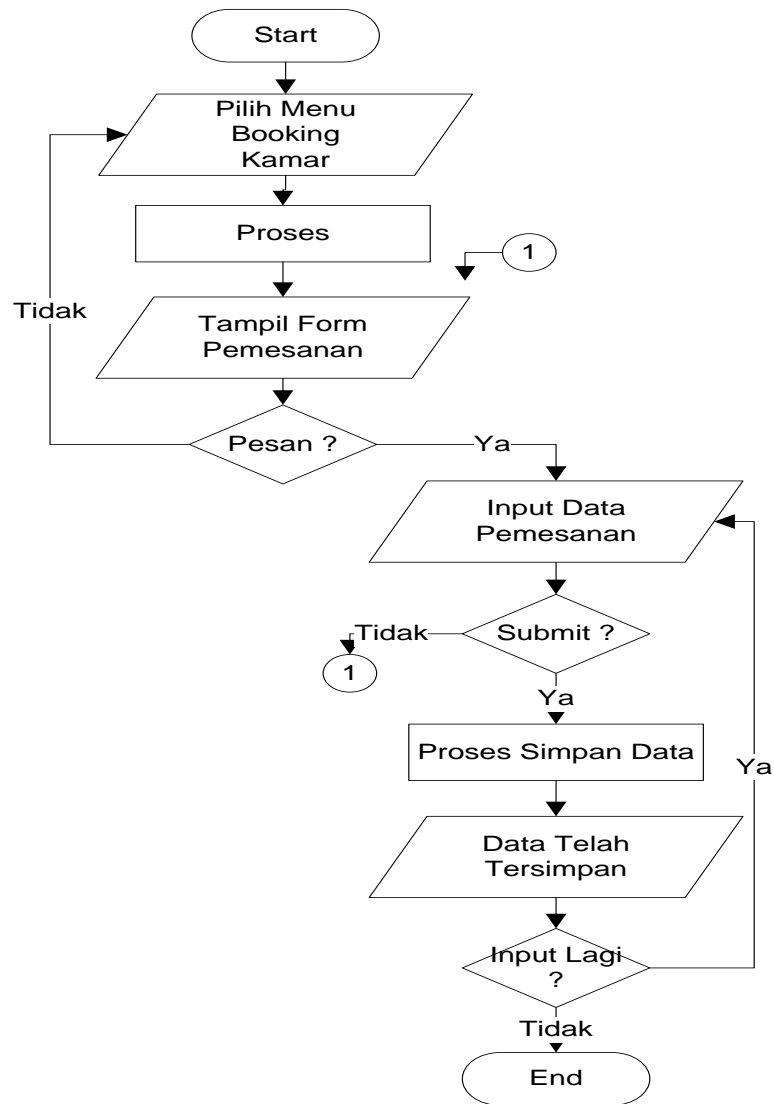 Start
Pilih Menu
Booking
Kamar
Proses
1
Tidak
Tampil Form
Pemesanan
Pesan ?
Ya
Input Data
Pemesanan
Tidak
Submit ?
1
Ya
Proses Simpan Data
Ya
Data Telah
Tersimpan
Input Lagi
?
Tidak
End